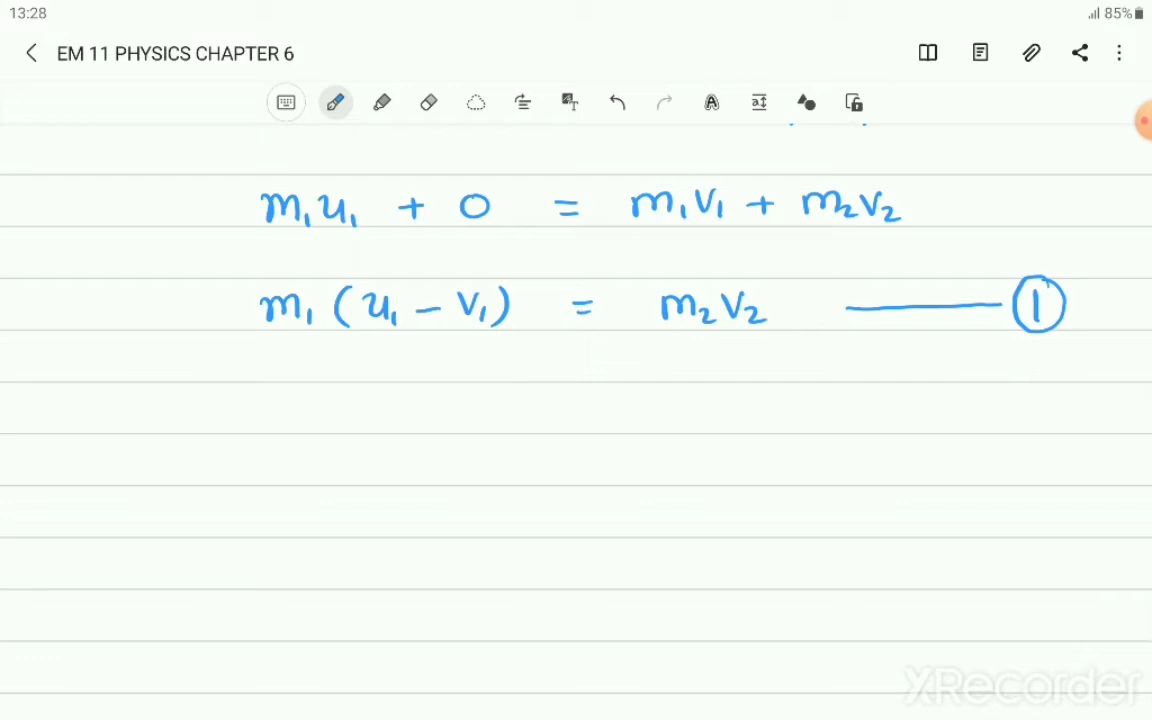 13:28 85%
EM 11 PHYSICS CHAPTER 6
m₁u₁ + 0 = m₁v₁ + m₂v₂
m₁ (u₁ - v₁) = m₂v₂ ——— ①
XRecorder